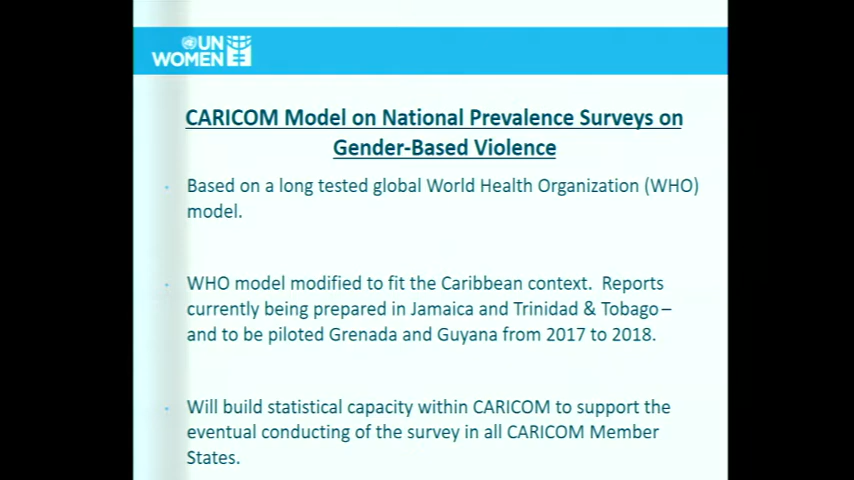 UN
WOMEN
CARICOM Model on National Prevalence Surveys on
Gender-Based Violence
Based on a long tested global World Health Organization (WHO)
model.
WHO model modified to fit the Caribbean context. Reports
currently being prepared in Jamaica and Trinidad & Tobago –
and to be piloted Grenada and Guyana from 2017 to 2018.
Will build statistical capacity within CARICOM to support the
eventual conducting of the survey in all CARICOM Member
States.